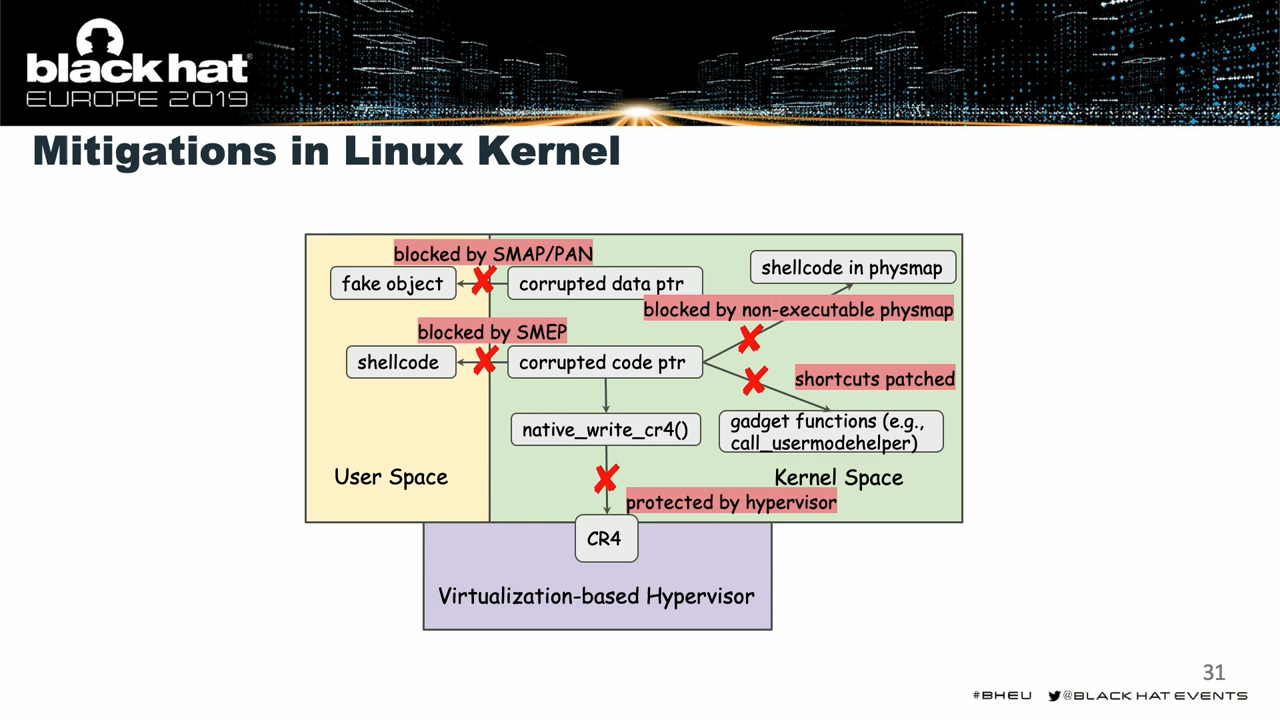 black hat
EUROPE 2019
Mitigations in Linux Kernel
blocked by SMAP/PAN
fake object
corrupted data ptr
shellcode in physmap
blocked by non-executable physmap
blocked by SMEP
shellcode
corrupted code ptr
shortcuts patched
native_write_cr4()
gadget functions (e.g.,
call_usermodehelper)
User Space
Kernel Space
protected by hypervisor
CR4
Virtualization-based Hypervisor
31
#BHEU @BLACK HAT EVENTS